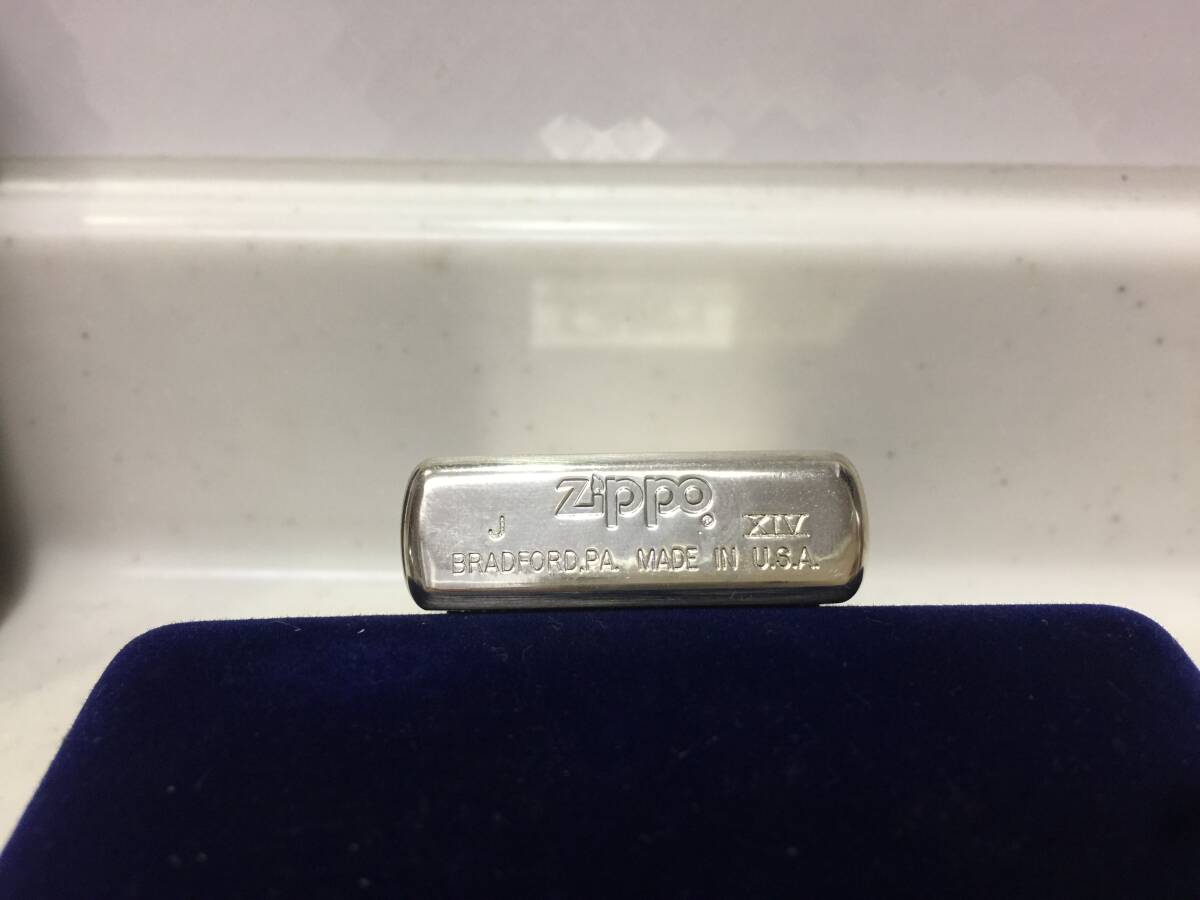 Zippo®
J XIV
BRADFORD,PA. MADE IN U.S.A.